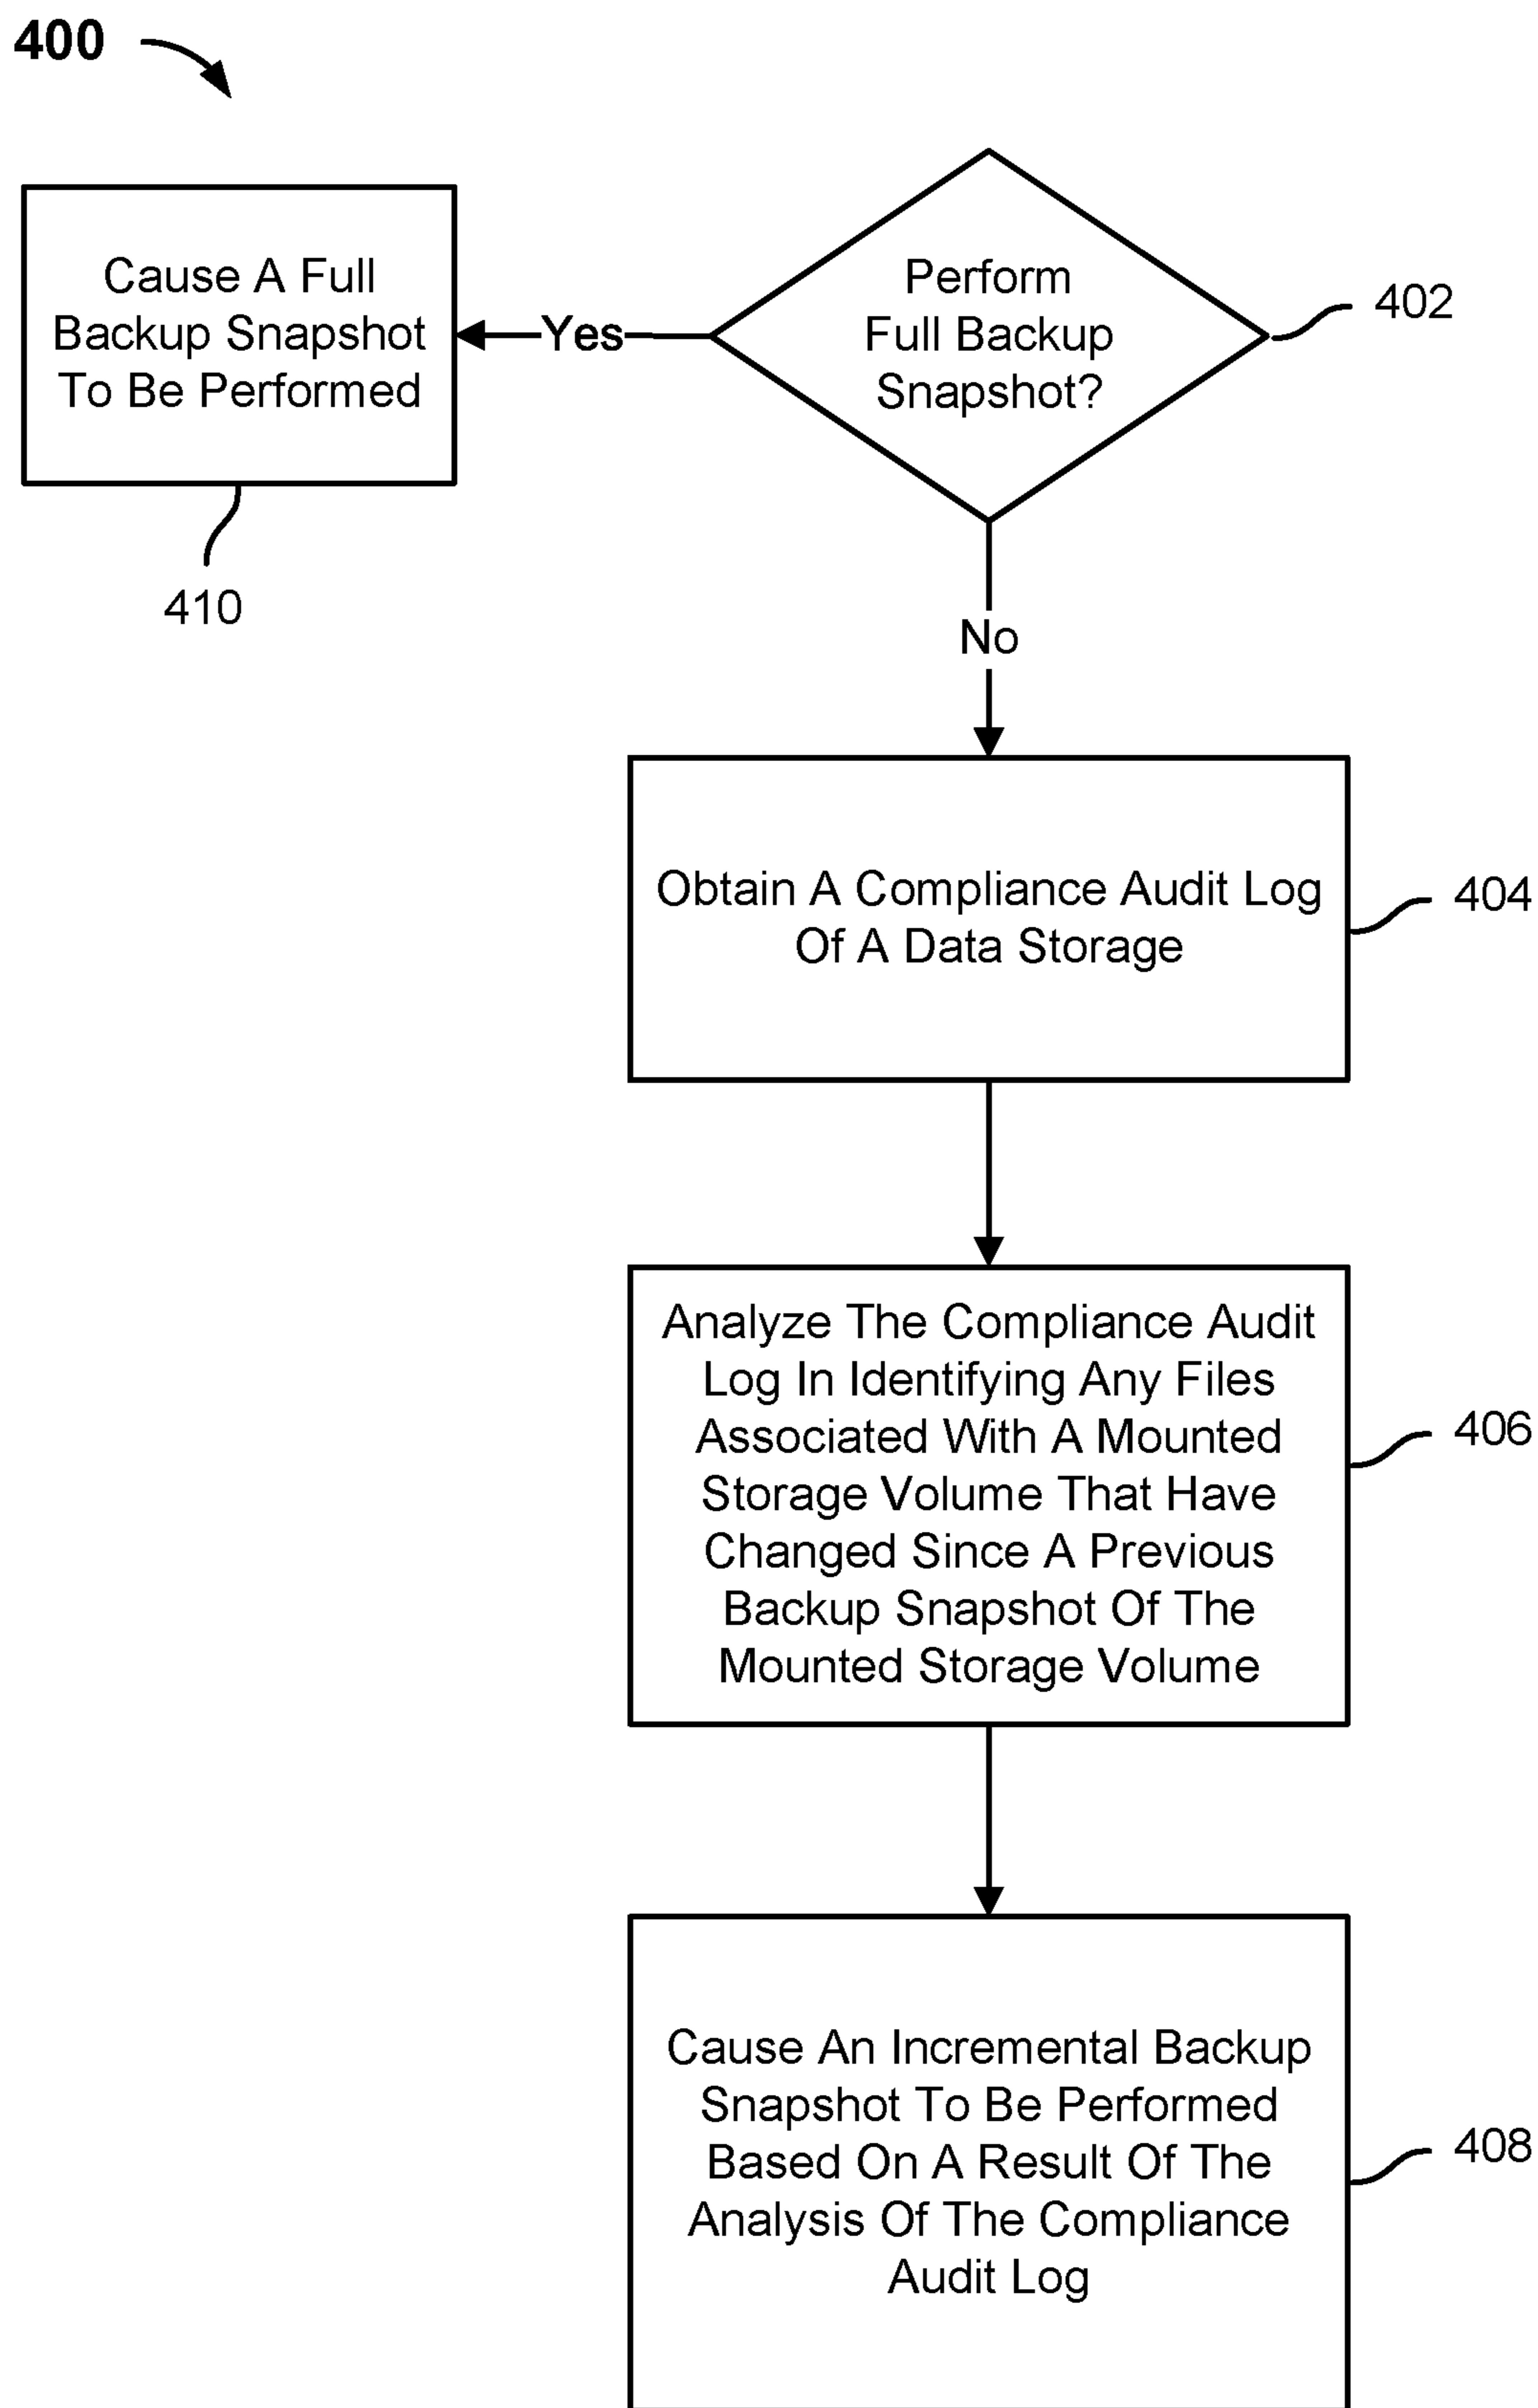 400
Cause A Full
Backup Snapshot
To Be Performed
410
Yes
Perform
Full Backup
Snapshot?
402
No
Obtain A Compliance Audit Log
Of A Data Storage
404
Analyze The Compliance Audit
Log In Identifying Any Files
Associated With A Mounted
Storage Volume That Have
Changed Since A Previous
Backup Snapshot Of The
Mounted Storage Volume
406
Cause An Incremental Backup
Snapshot To Be Performed
Based On A Result Of The
Analysis Of The Compliance
Audit Log
408